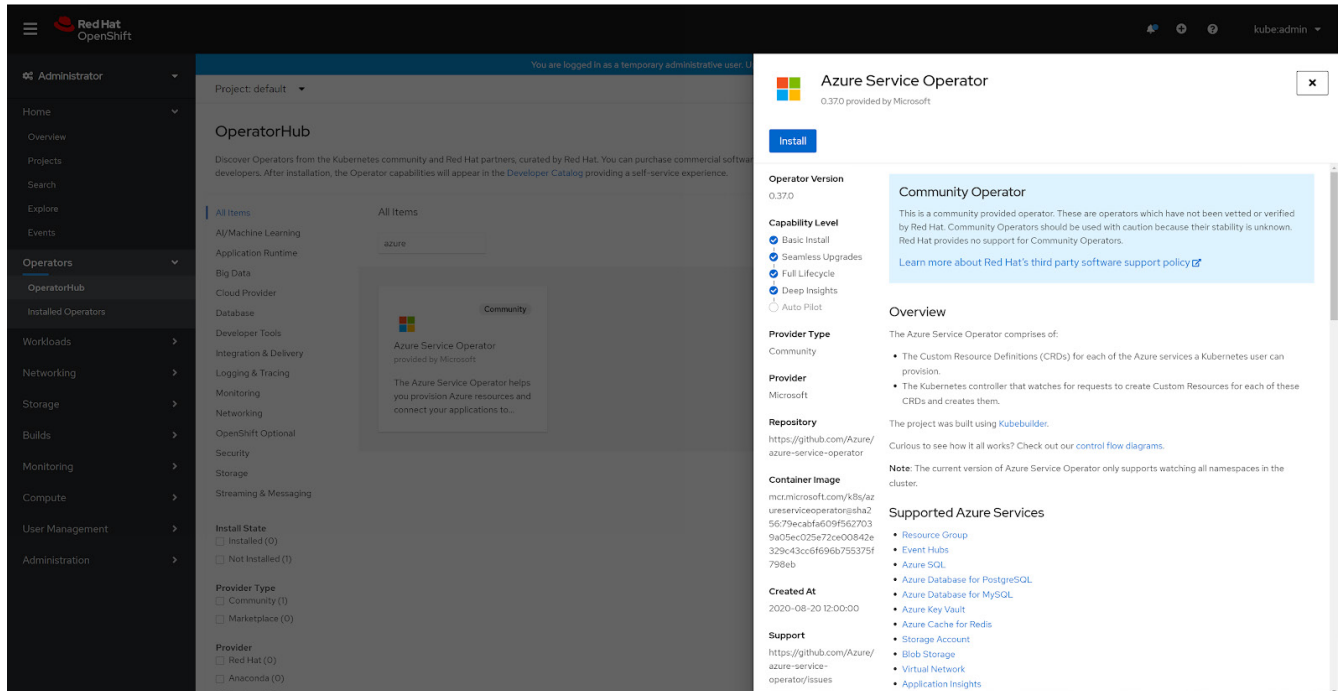 Red Hat
OpenShift
kube:admin
Administrator
Home
Overview
Projects
Search
Explore
Events
Operators
OperatorHub
Installed Operators
Workloads
Networking
Storage
Builds
Monitoring
Compute
User Management
Administration
You are logged in as a temporary administrative user. U
Project: default
OperatorHub
Discover Operators from the Kubernetes community and Red Hat partners, curated by Red Hat. You can purchase commercial softwar
developers. After installation, the Operator capabilities will appear in the Developer Catalog providing a self-service experience.
All Items
AI/Machine Learning
Application Runtime
Big Data
Cloud Provider
Database
Developer Tools
Integration & Delivery
Logging & Tracing
Monitoring
Networking
OpenShift Optional
Security
Storage
Streaming & Messaging
Install State
Installed (0)
Not Installed (1)
Provider Type
Community (1)
Marketplace (0)
Provider
Red Hat (0)
Anaconda (0)
All Items
azure
Community
Azure Service Operator
provided by Microsoft
The Azure Service Operator helps
you provision Azure resources and
connect your applications to...
Azure Service Operator
0.37.0 provided by Microsoft
Install
Operator Version
0.37.0
Capability Level
Basic Install
Seamless Upgrades
Full Lifecycle
Deep Insights
Auto Pilot
Provider Type
Community
Provider
Microsoft
Repository
https://github.com/Azure/
azure-service-operator
Container Image
mcr.microsoft.com/k8s/az
ureserviceoperator@sha2
56:79ecabfa609f562703
9a05ec025e72ce00842e
329c43cc6f696b755375f
798eb
Created At
2020-08-20 12:00:00
Support
https://github.com/Azure/
azure-service-
operator/issues
Community Operator
This is a community provided operator. These are operators which have not been vetted or verified
by Red Hat. Community Operators should be used with caution because their stability is unknown.
Red Hat provides no support for Community Operators.
Learn more about Red Hat's third party software support policy
Overview
The Azure Service Operator comprises of:
• The Custom Resource Definitions (CRDs) for each of the Azure services a Kubernetes user can
provision.
• The Kubernetes controller that watches for requests to create Custom Resources for each of these
CRDs and creates them.
The project was built using Kubebuilder.
Curious to see how it all works? Check out our control flow diagrams.
Note: The current version of Azure Service Operator only supports watching all namespaces in the
cluster.
Supported Azure Services
• Resource Group
• Event Hubs
• Azure SQL
• Azure Database for PostgreSQL
• Azure Database for MySQL
• Azure Key Vault
• Azure Cache for Redis
• Storage Account
• Blob Storage
• Virtual Network
• Application Insights